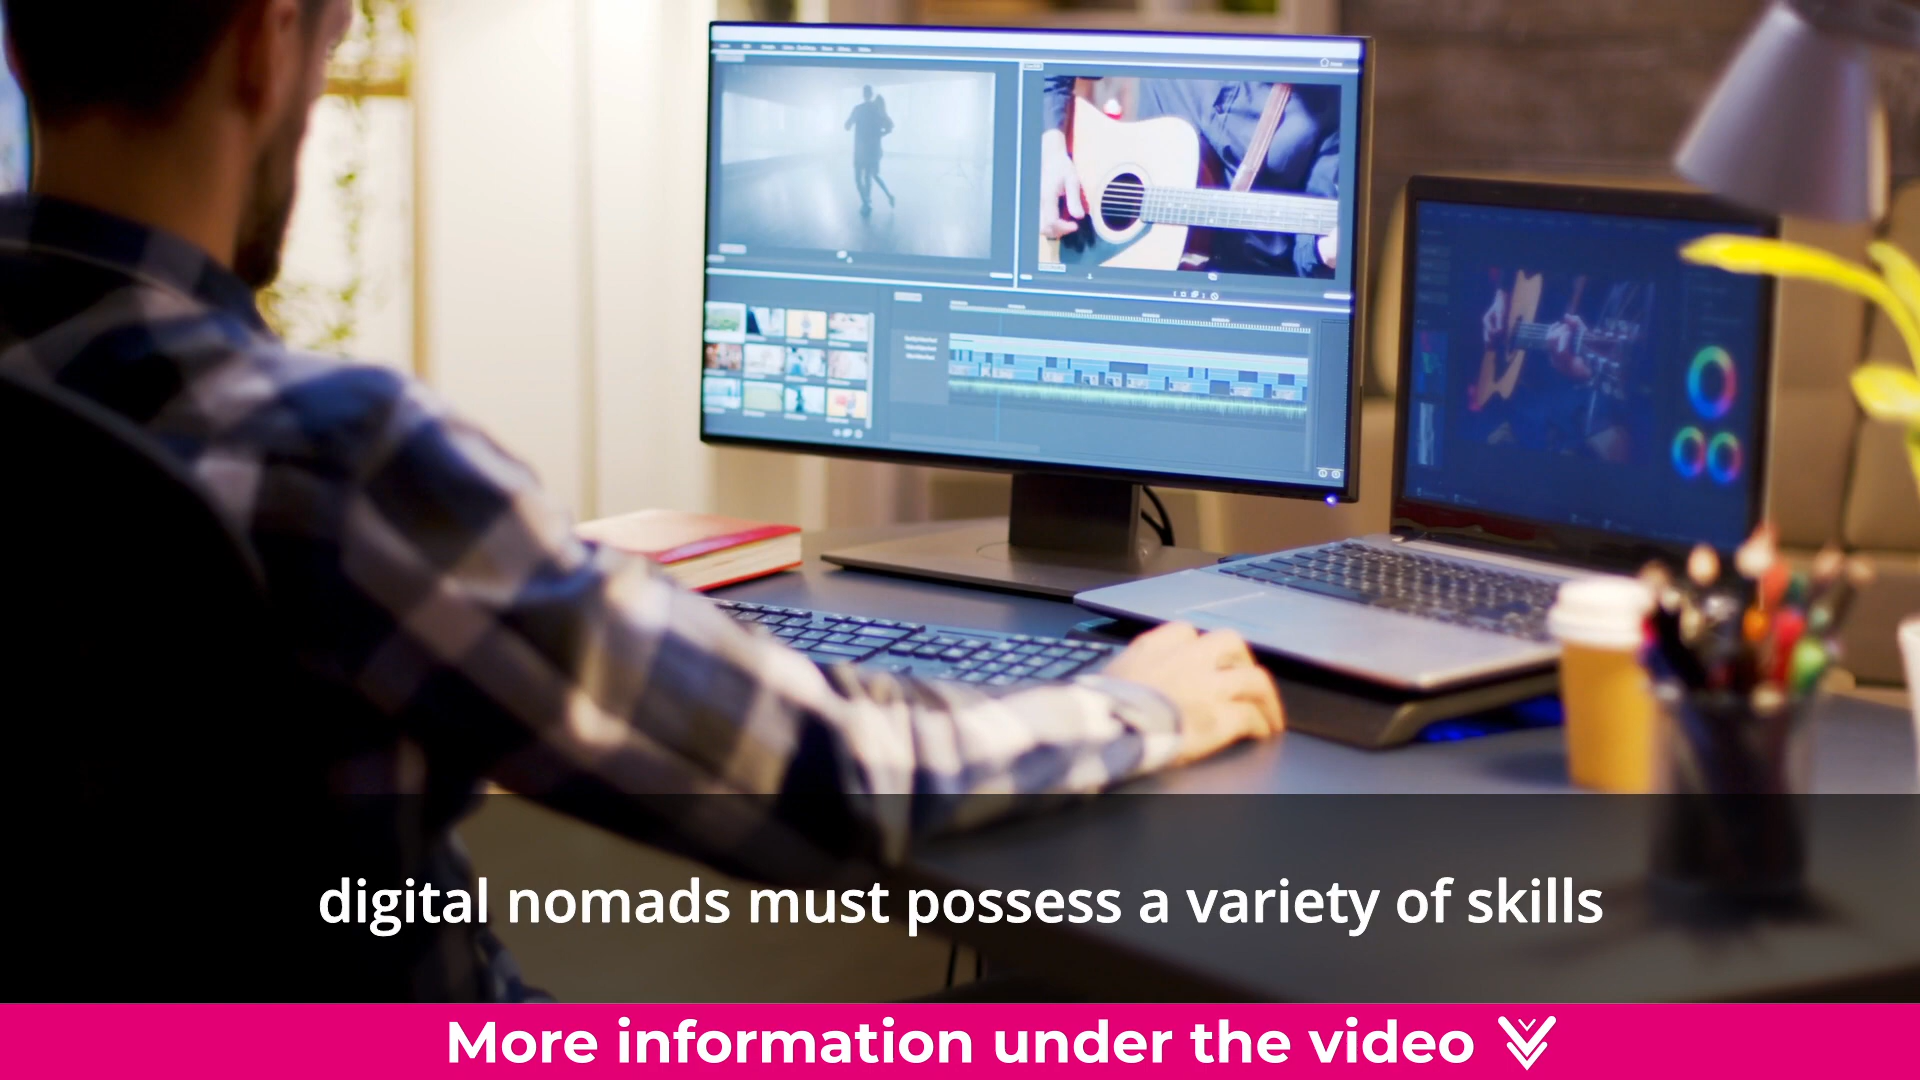 digital nomads must possess a variety of skills
More information under the video